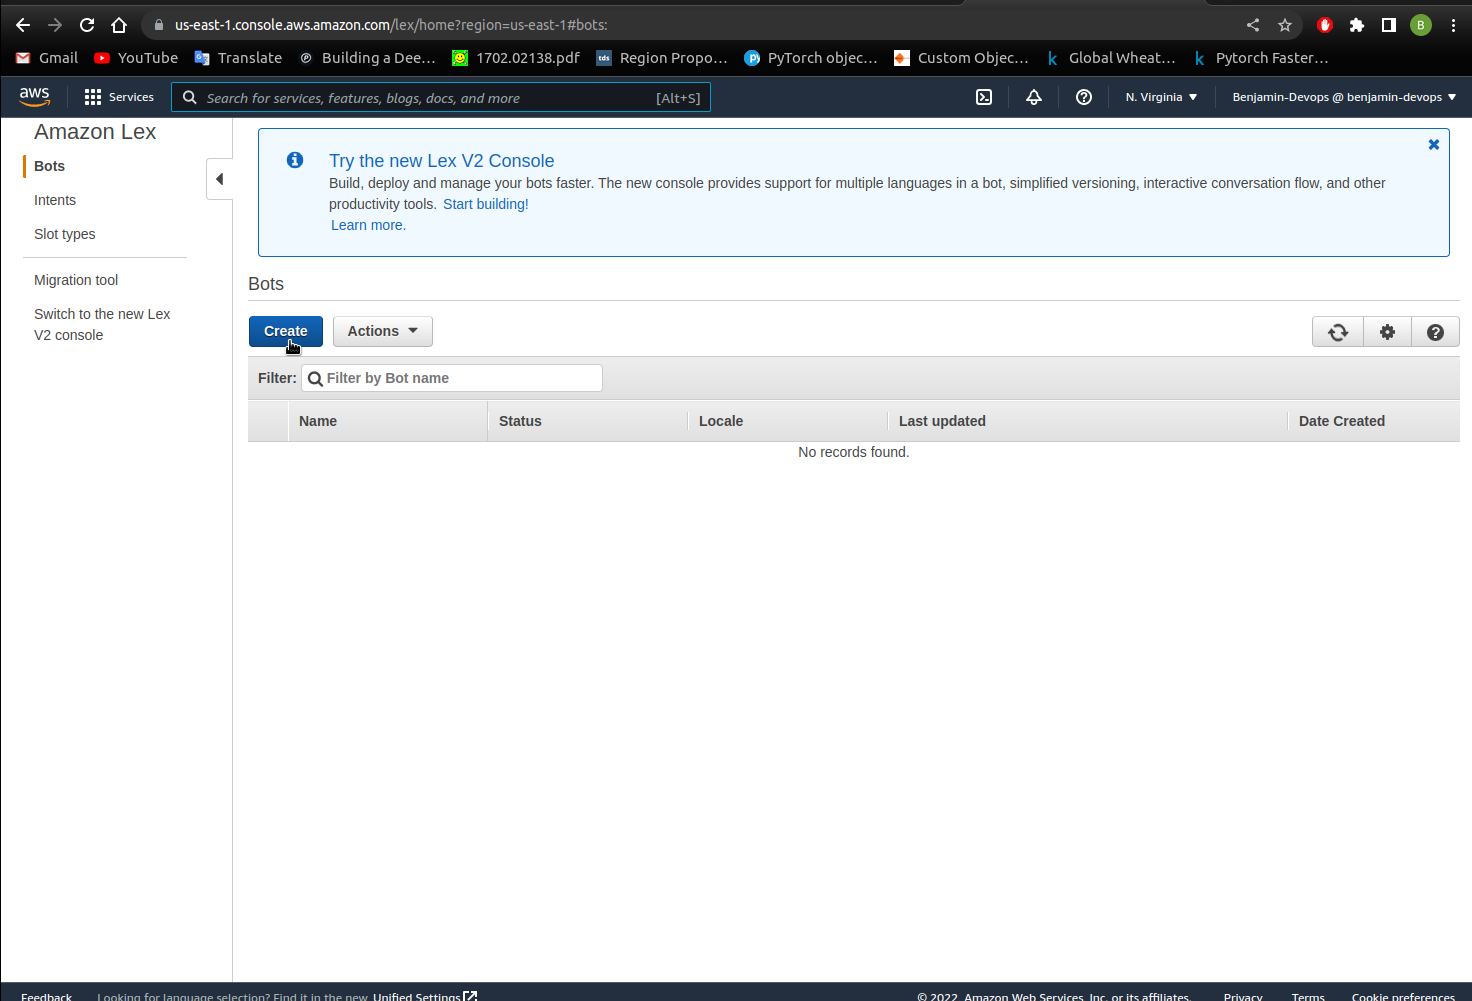 us-east-1.console.aws.amazon.com/lex/home?region=us-east-1#bots:
B
Gmail
YouTube
Translate
Building a Dee...
1702.02138.pdf
tds
Region Propo...
PyTorch objec...
Custom Objec...
k
Global Wheat...
k
Pytorch Faster...
aws
Services
Search for services, features, blogs, docs, and more
[Alt+S]
N. Virginia
Benjamin-Devops @ benjamin-devops
Amazon Lex
Bots
Intents
Slot types
Migration tool
Switch to the new Lex
V2 console
Try the new Lex V2 Console
Build, deploy and manage your bots faster. The new console provides support for multiple languages in a bot, simplified versioning, interactive conversation flow, and other
productivity tools. Start building!
Learn more.
Bots
Create
Actions
Filter:
Filter by Bot name
Name
Status
Locale
Last updated
Date Created
No records found.
Feedback
Looking for language selection? Find it in the new Unified Settings
© 2022, Amazon Web Services, Inc. or its affiliates.
Privacy
Terms
Cookie preferences